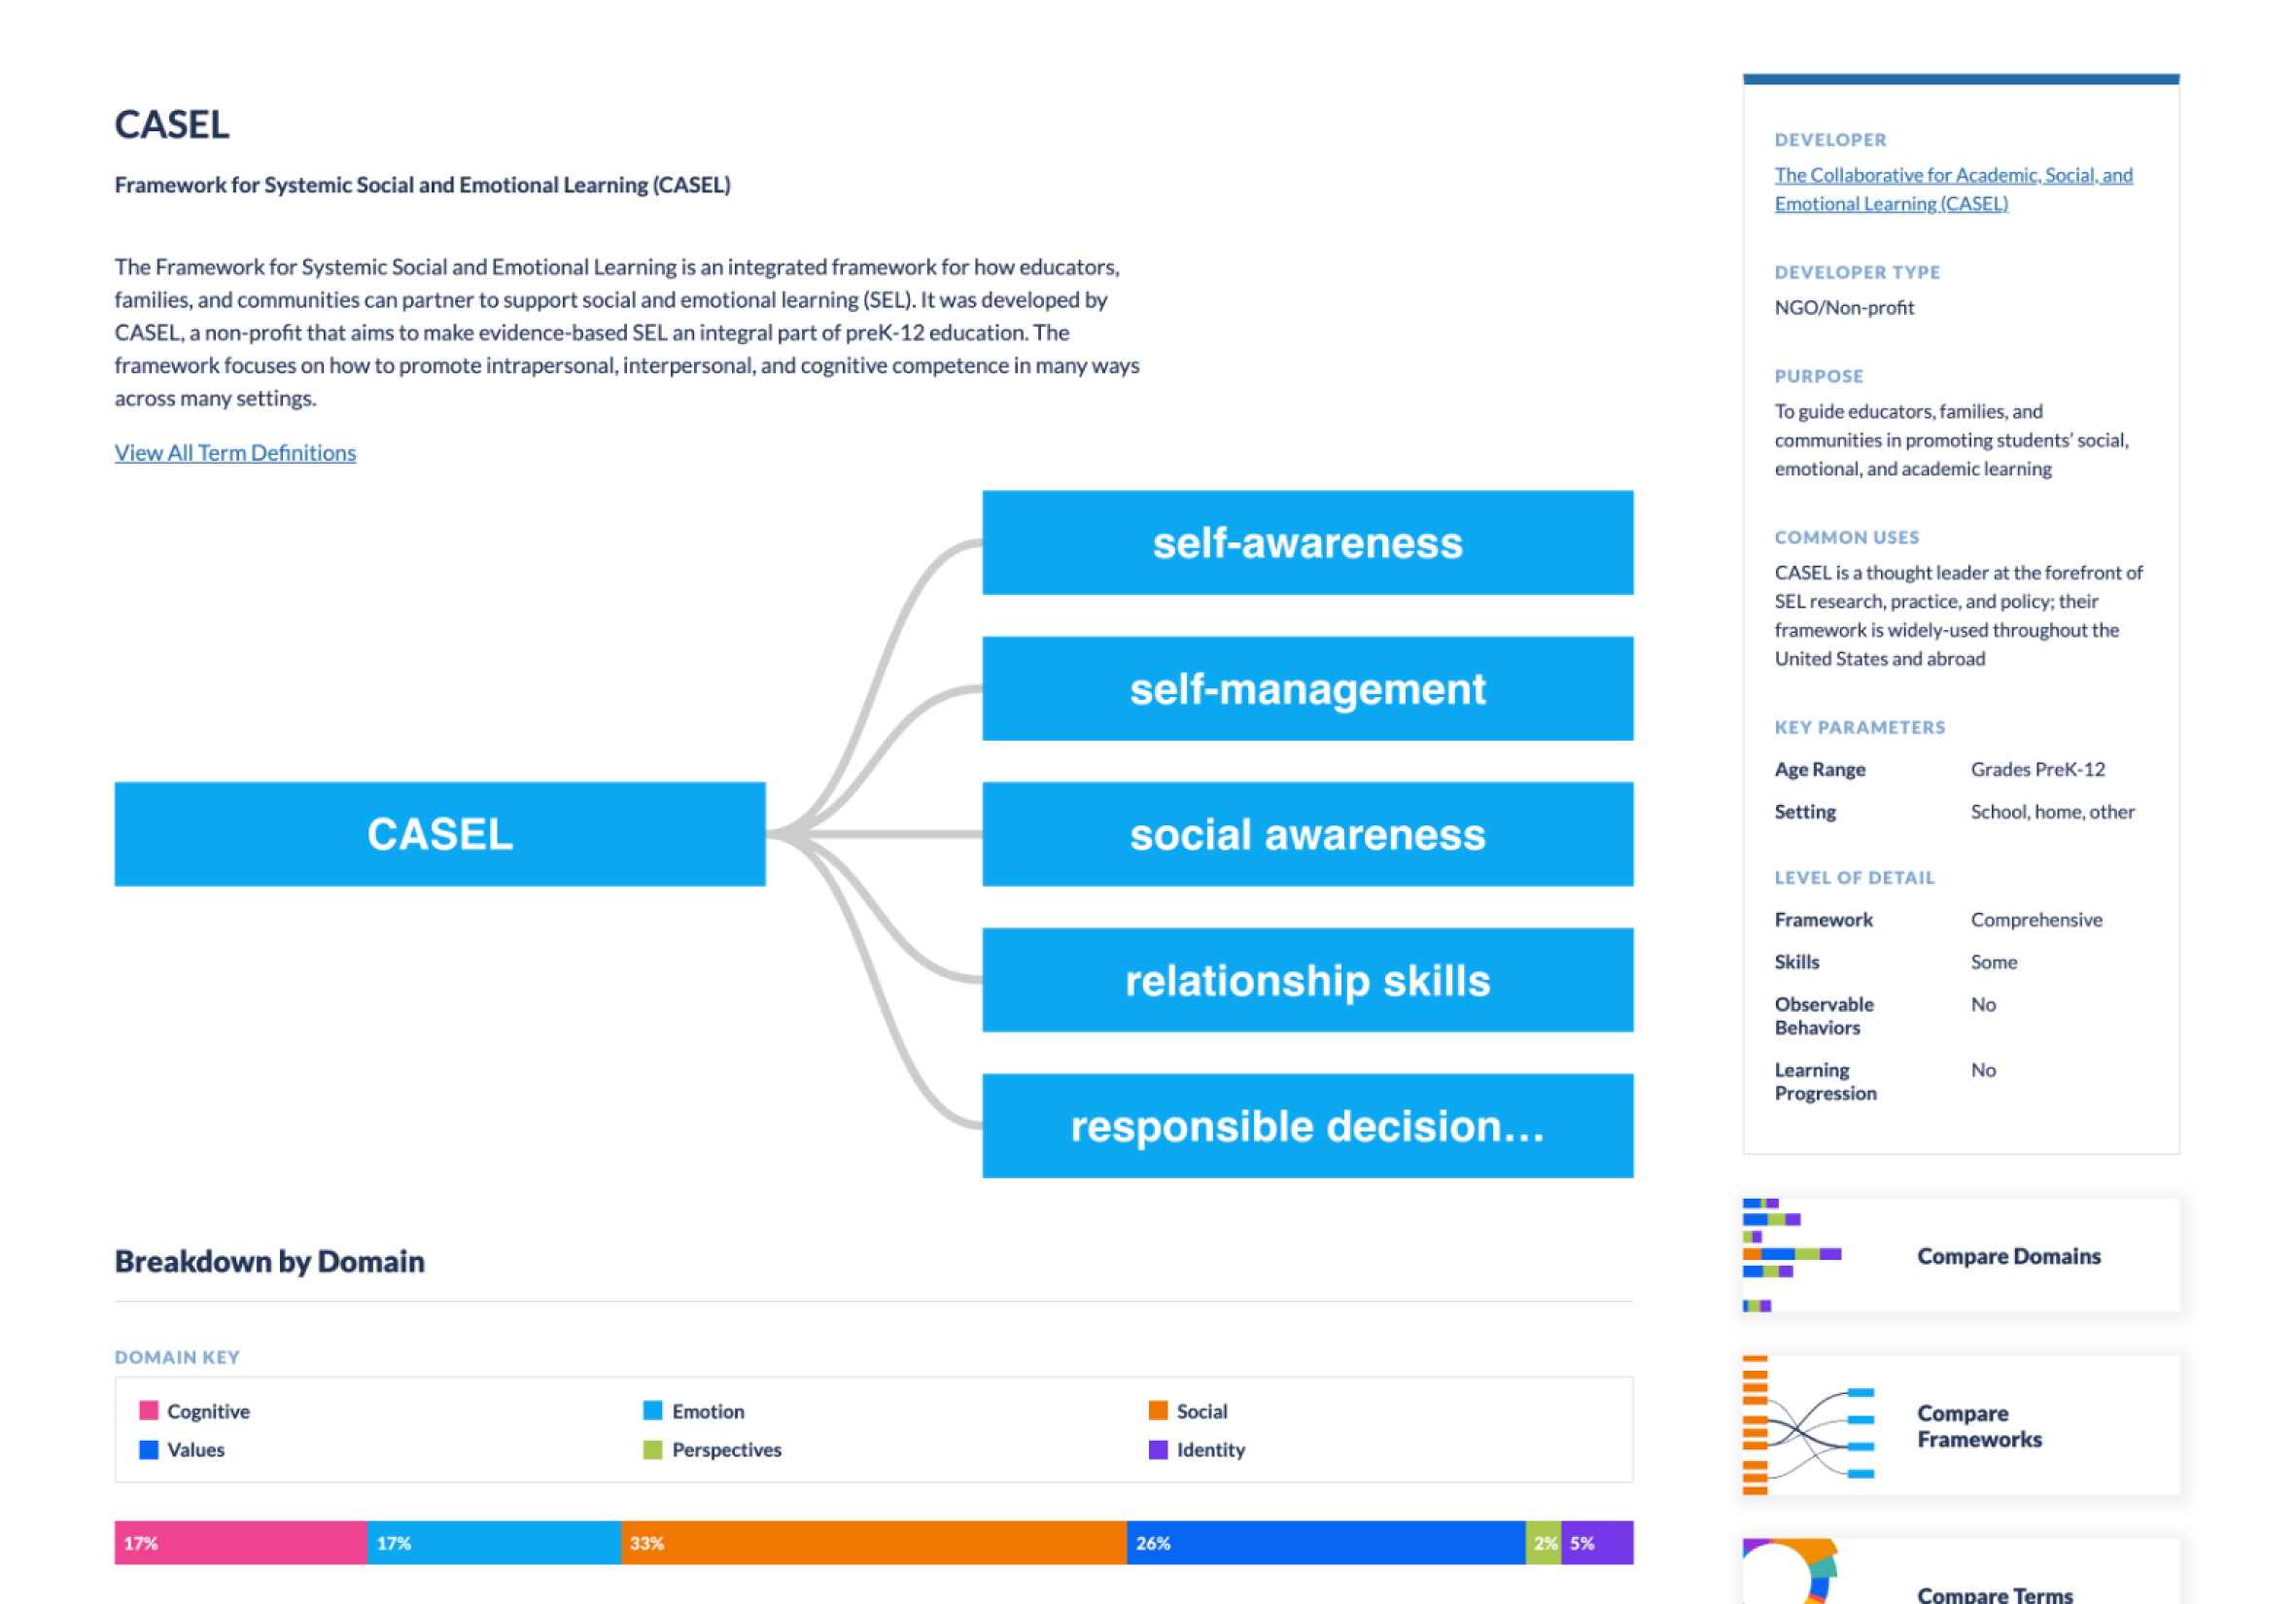 CASEL
Framework for Systemic Social and Emotional Learning (CASEL)
The Framework for Systemic Social and Emotional Learning is an integrated framework for how educators,
families, and communities can partner to support social and emotional learning (SEL). It was developed by
CASEL, a non-profit that aims to make evidence-based SEL an integral part of preK-12 education. The
framework focuses on how to promote intrapersonal, interpersonal, and cognitive competence in many ways
across many settings.
View All Term Definitions
CASEL
self-awareness
self-management
social awareness
relationship skills
responsible decision...
Breakdown by Domain
DOMAIN KEY
Cognitive
Emotion
Social
Values
Perspectives
Identity
17%
17%
33%
26%
2%
5%
DEVELOPER
The Collaborative for Academic, Social, and
Emotional Learning (CASEL)
DEVELOPER TYPE
NGO/Non-profit
PURPOSE
To guide educators, families, and
communities in promoting students' social,
emotional, and academic learning
COMMON USES
CASEL is a thought leader at the forefront of
SEL research, practice, and policy; their
framework is widely-used throughout the
United States and abroad
KEY PARAMETERS
Age Range Grades PreK-12
Setting School, home, other
LEVEL OF DETAIL
Framework Comprehensive
Skills Some
Observable No
Behaviors
Learning No
Progression
Compare Domains
Compare
Frameworks
Compare Terms